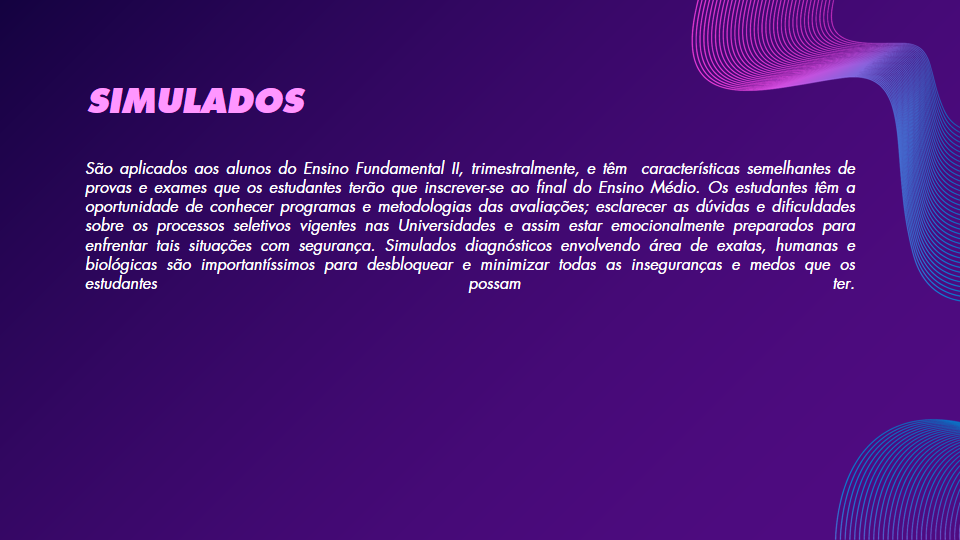 SIMULADOS
São aplicados aos alunos do Ensino Fundamental II, trimestralmente, e têm características semelhantes de
provas e exames que os estudantes terão que inscrever-se ao final do Ensino Médio. Os estudantes têm a
oportunidade de conhecer programas e metodologias das avaliações; esclarecer as dúvidas e dificuldades
sobre os processos seletivos vigentes nas Universidades e assim estar emocionalmente preparados para
enfrentar tais situações com segurança. Simulados diagnósticos envolvendo área de exatas, humanas e
biológicas são importantíssimos para desbloquear e minimizar todas as inseguranças e medos que os
estudantes possam ter.